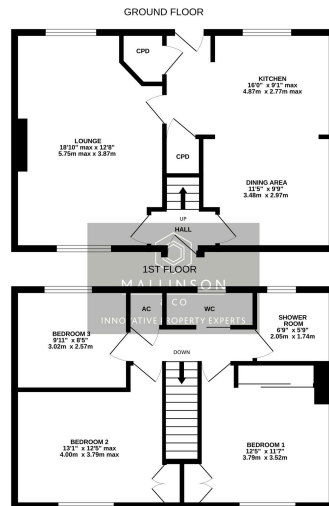 GROUND FLOOR
CPD
KITCHEN
16'0" x 9'1" max
4.87m x 2.77m max
LOUNGE
18'10" max x 12'8"
5.75m max x 3.87m
CPD
DINING AREA
11'5" x 9'9"
3.48m x 2.97m
UP
HALL
1ST FLOOR
MALLINSON
& CO
INNOVATIVE PROPERTY EXPERTS
AC
WC
SHOWER
ROOM
6'9" x 5'9"
2.05m x 1.74m
BEDROOM 3
9'11" x 8'5"
3.02m x 2.57m
DOWN
BEDROOM 2
13'1" x 12'5" max
4.00m x 3.79m max
BEDROOM 1
12'5" x 11'7"
3.79m x 3.52m